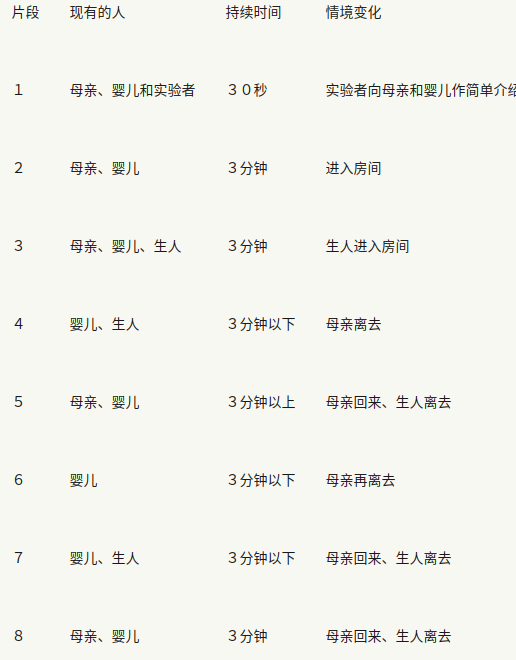 片段 现有的人 持续时间 情境变化
１ 母亲、婴儿和实验者 ３０秒 实验者向母亲和婴儿作简单介绍
２ 母亲、婴儿 ３分钟 进入房间
３ 母亲、婴儿、生人 ３分钟 生人进入房间
４ 婴儿、生人 ３分钟以下 母亲离去
５ 母亲、婴儿 ３分钟以上 母亲回来、生人离去
６ 婴儿 ３分钟以下 母亲再离去
７ 婴儿、生人 ３分钟以下 母亲回来、生人离去
８ 母亲、婴儿 ３分钟 母亲回来、生人离去